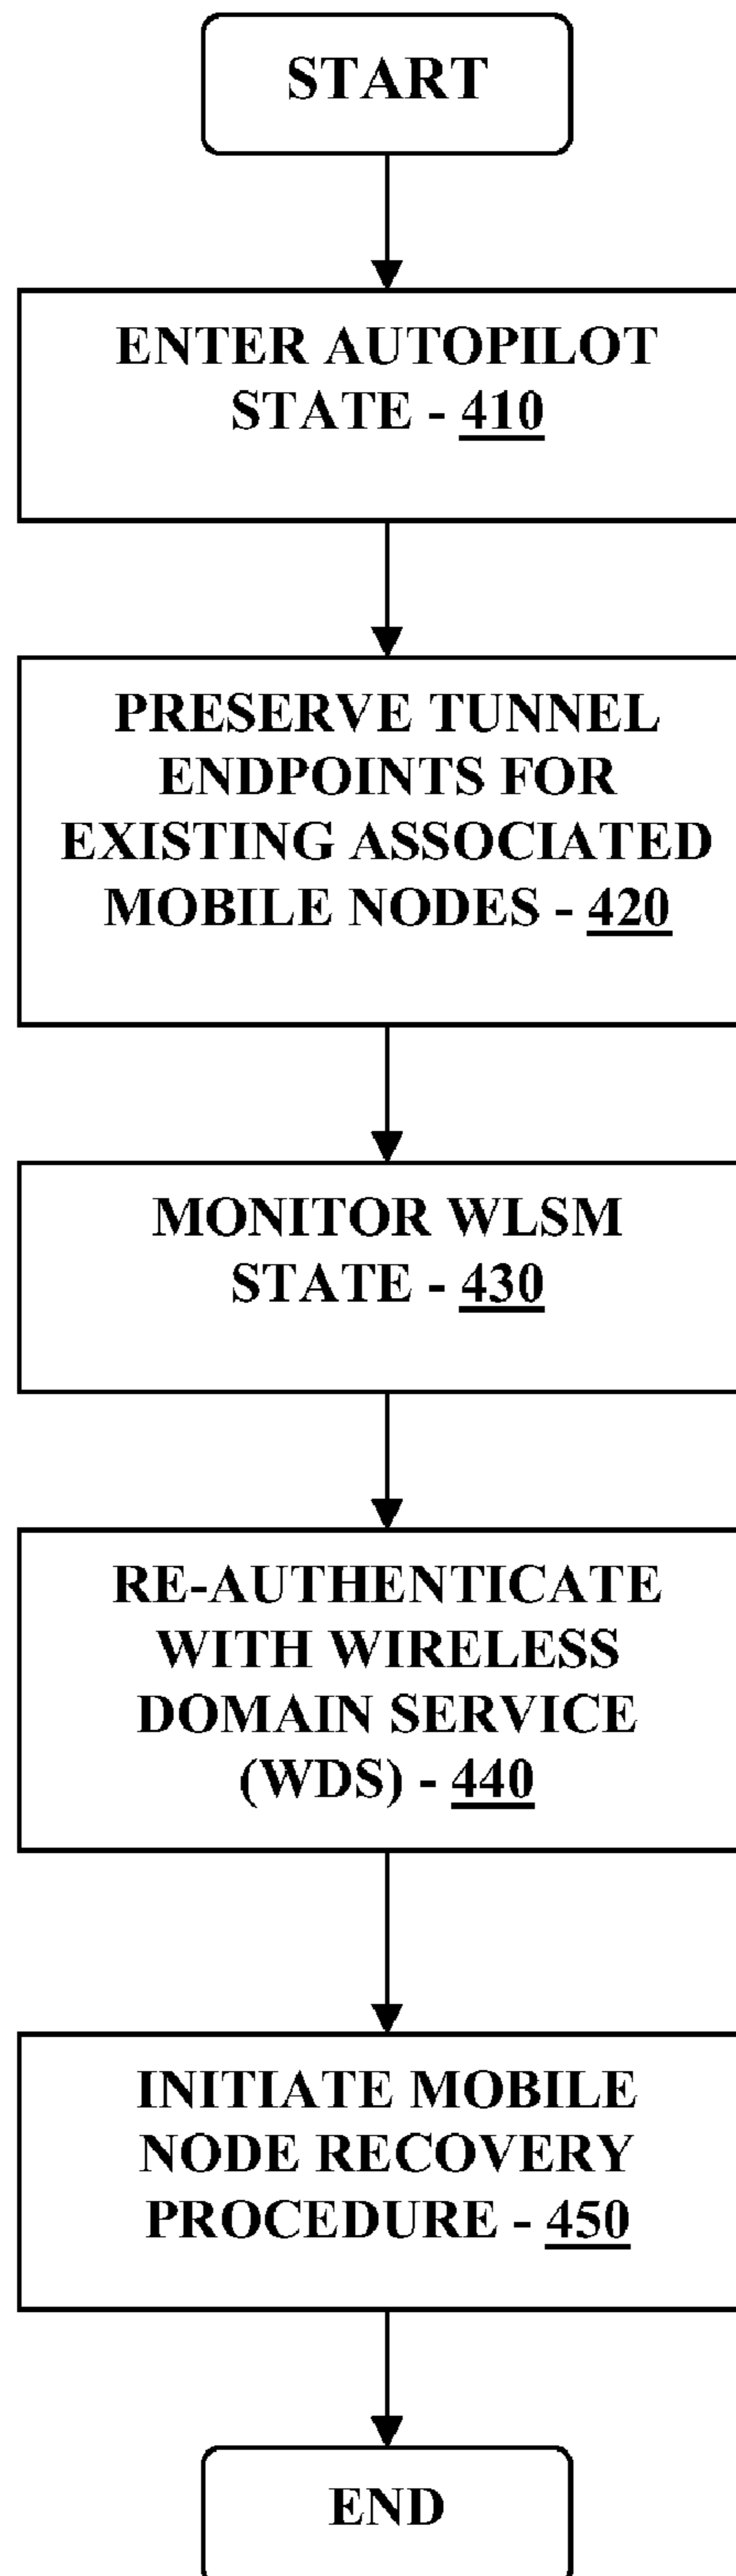 START
ENTER AUTOPILOT
STATE - 410
PRESERVE TUNNEL
ENDPOINTS FOR
EXISTING ASSOCIATED
MOBILE NODES - 420
MONITOR WLSM
STATE - 430
RE-AUTHENTICATE
WITH WIRELESS
DOMAIN SERVICE
(WDS) - 440
INITIATE MOBILE
NODE RECOVERY
PROCEDURE - 450
END